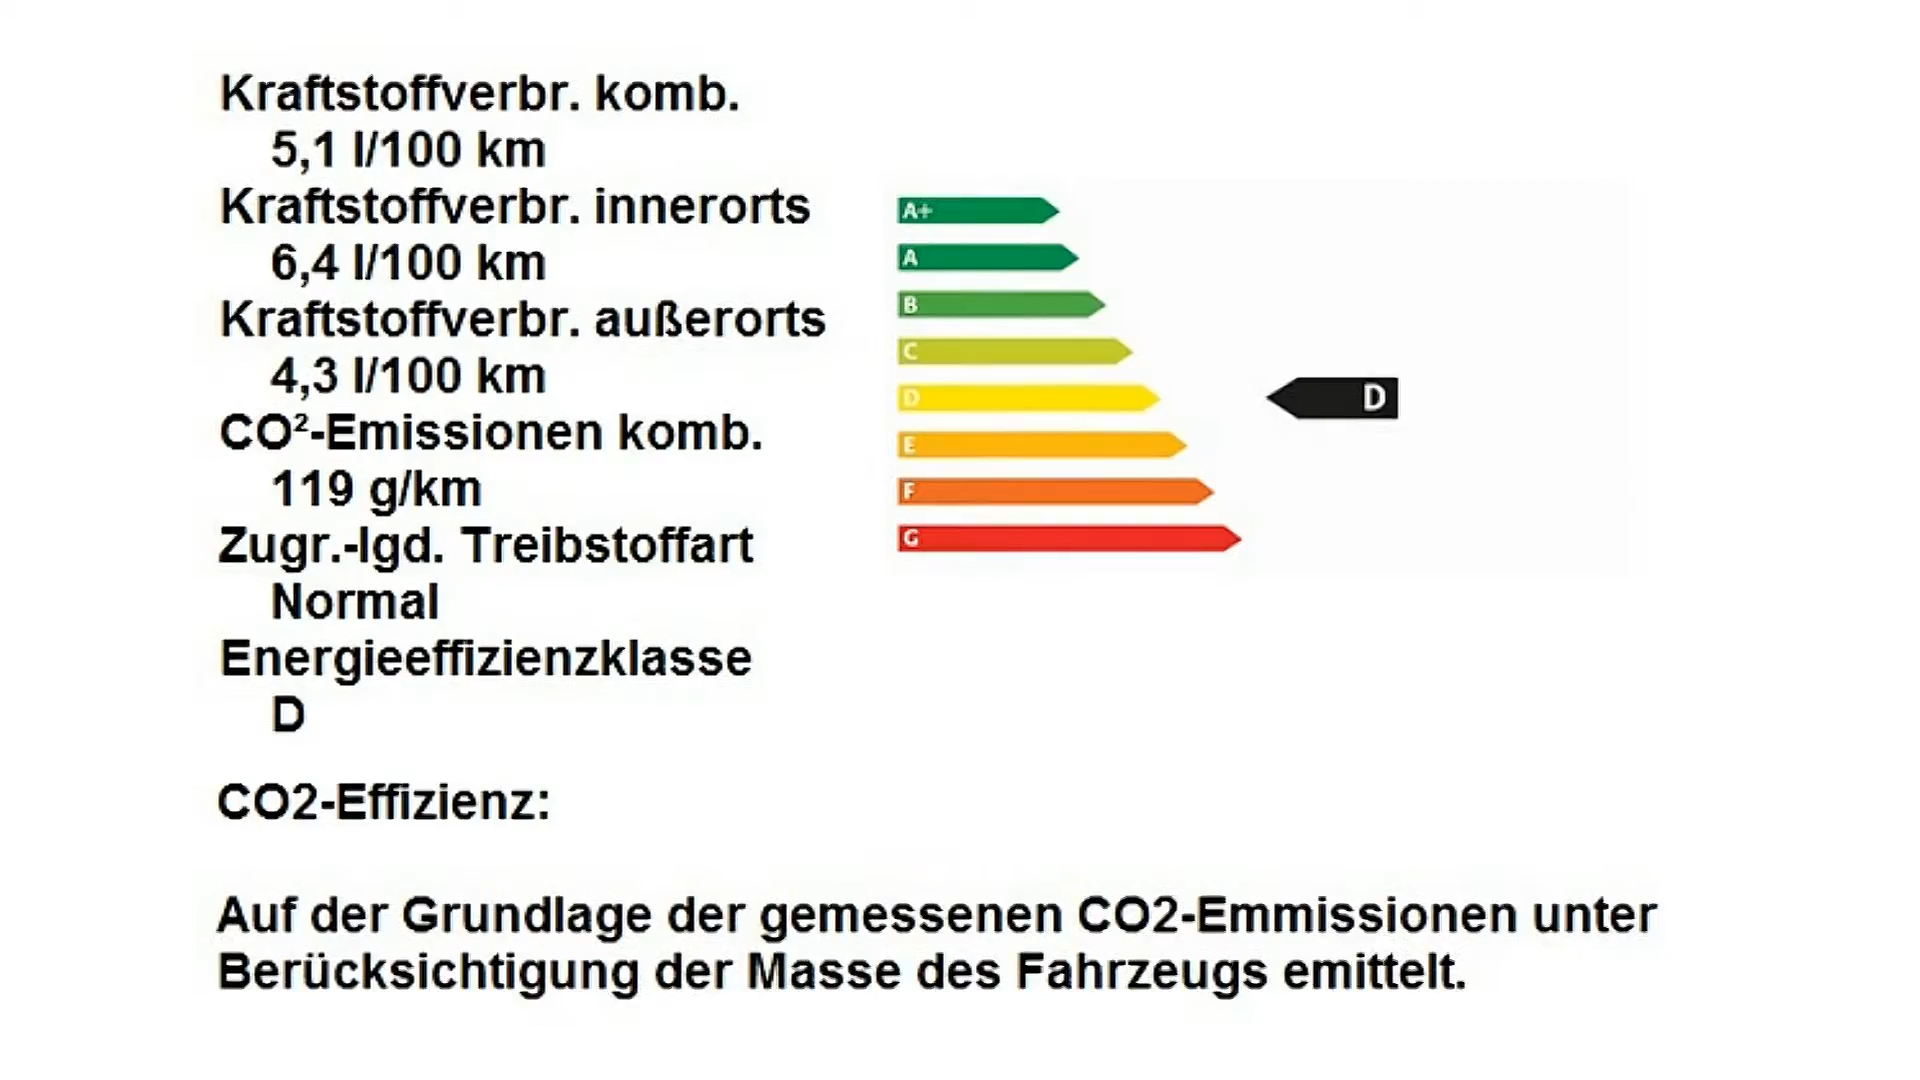 Kraftstoffverbr. komb.
5,1 l/100 km
Kraftstoffverbr. innerorts
6,4 l/100 km
Kraftstoffverbr. außerorts
4,3 l/100 km
CO²-Emissionen komb.
119 g/km
Zugr.-lgd. Treibstoffart
Normal
Energieeffizienzklasse
D
A+
A
B
C
D
D
E
F
G
CO2-Effizienz:
Auf der Grundlage der gemessenen CO2-Emmissionen unter
Berücksichtigung der Masse des Fahrzeugs emittelt.